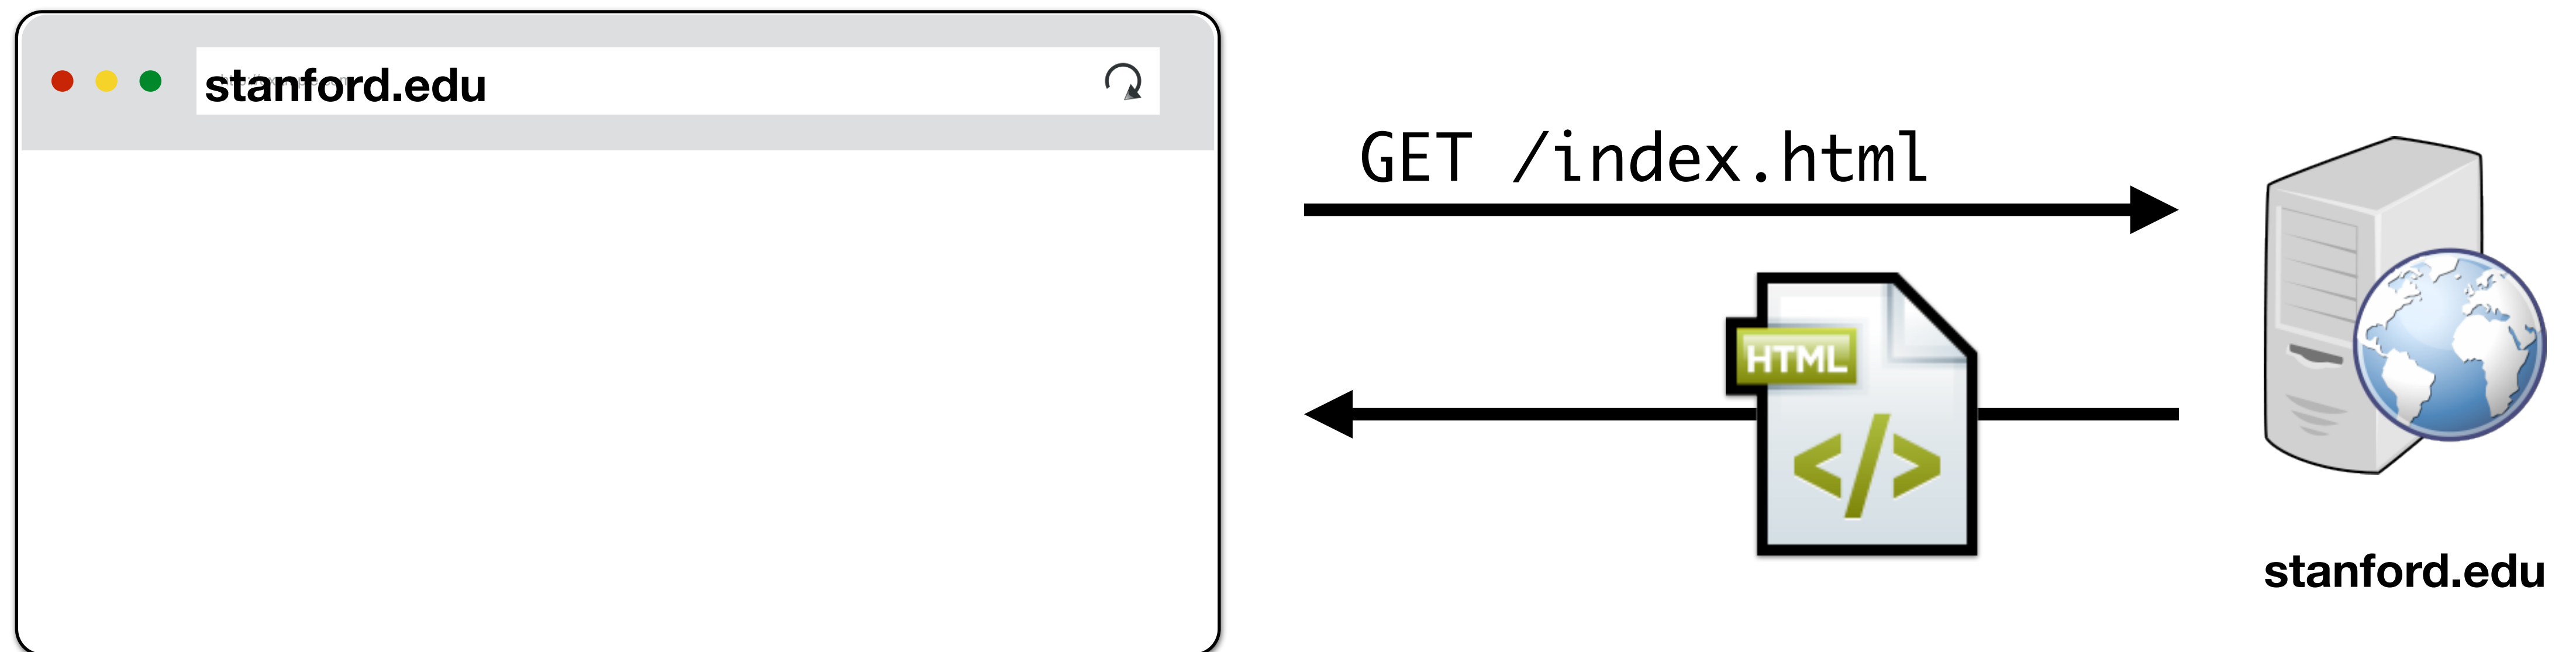 stanford.edu
GET /index.html
HTML
</>
stanford.edu